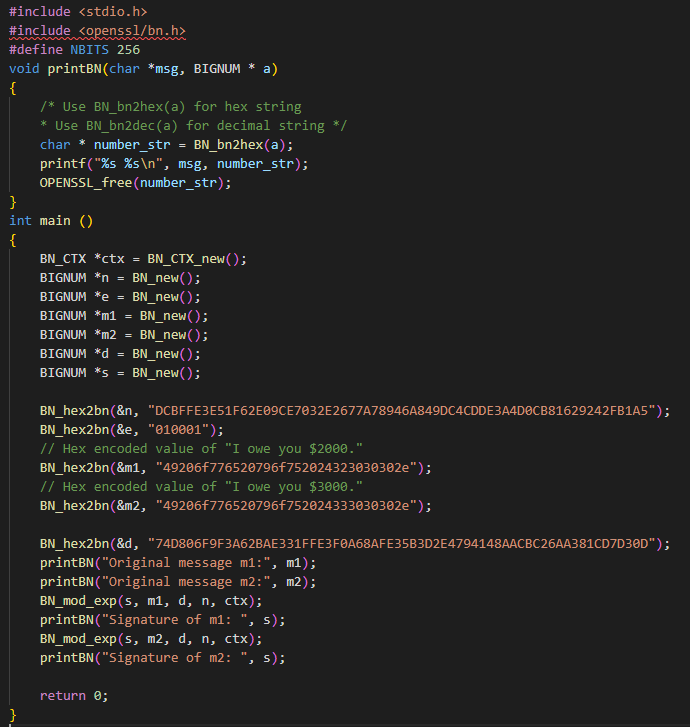 #include <stdio.h>
#include <openssl/bn.h>
#define NBITS 256
void printBN(char *msg, BIGNUM * a)
{
/* Use BN_bn2hex(a) for hex string
* Use BN_bn2dec(a) for decimal string */
char * number_str = BN_bn2hex(a);
printf("%s %s\n", msg, number_str);
OPENSSL_free(number_str);
}
int main ()
{
BN_CTX *ctx = BN_CTX_new();
BIGNUM *n = BN_new();
BIGNUM *e = BN_new();
BIGNUM *m1 = BN_new();
BIGNUM *m2 = BN_new();
BIGNUM *d = BN_new();
BIGNUM *s = BN_new();
BN_hex2bn(&n, "DCBFFE3E51F62E09CE7032E2677A78946A849DC4CDDE3A4D0CB81629242FB1A5");
BN_hex2bn(&e, "010001");
// Hex encoded value of "I owe you $2000."
BN_hex2bn(&m1, "49206f776520796f752024323030302e");
// Hex encoded value of "I owe you $3000."
BN_hex2bn(&m2, "49206f776520796f752024333030302e");
BN_hex2bn(&d, "74D806F9F3A62BAE331FFE3F0A68AFE35B3D2E4794148AACBC26AA381CD7D30D");
printBN("Original message m1:", m1);
printBN("Original message m2:", m2);
BN_mod_exp(s, m1, d, n, ctx);
printBN("Signature of m1: ", s);
BN_mod_exp(s, m2, d, n, ctx);
printBN("Signature of m2: ", s);
return 0;
}